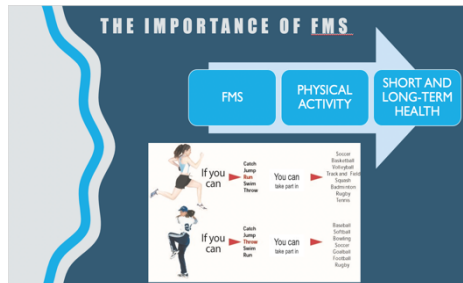 THE IMPORTANCE OF FMS
FMS
PHYSICAL
ACTIVITY
SHORT AND
LONG-TERM
HEALTH
If you
can
Catch
Jump
Run
Swim
Throw
You can
take part in
Soccer
Basketball
Volleyball
Track and Field
Squash
Badminton
Rugby
Tennis
If you
can
Catch
Jump
Throw
Swim
Run
You can
take part in
Baseball
Softball
Bowling
Soccer
Goalball
Football
Rugby